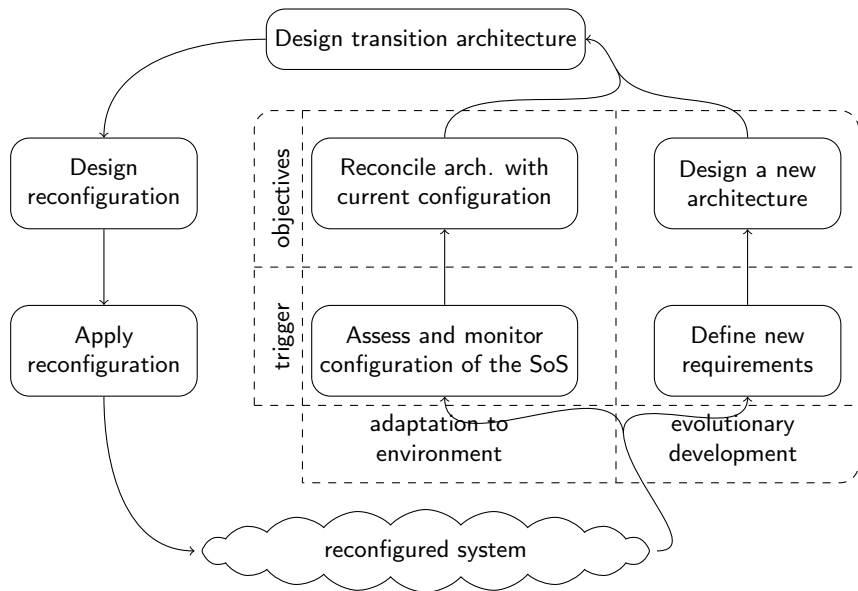 Design transition architecture
Design
reconfiguration
objectives
Reconcile arch. with
current configuration
Design a new
architecture
Apply
reconfiguration
trigger
Assess and monitor
configuration of the SoS
Define new
requirements
adaptation to
environment
evolutionary
development
reconfigured system